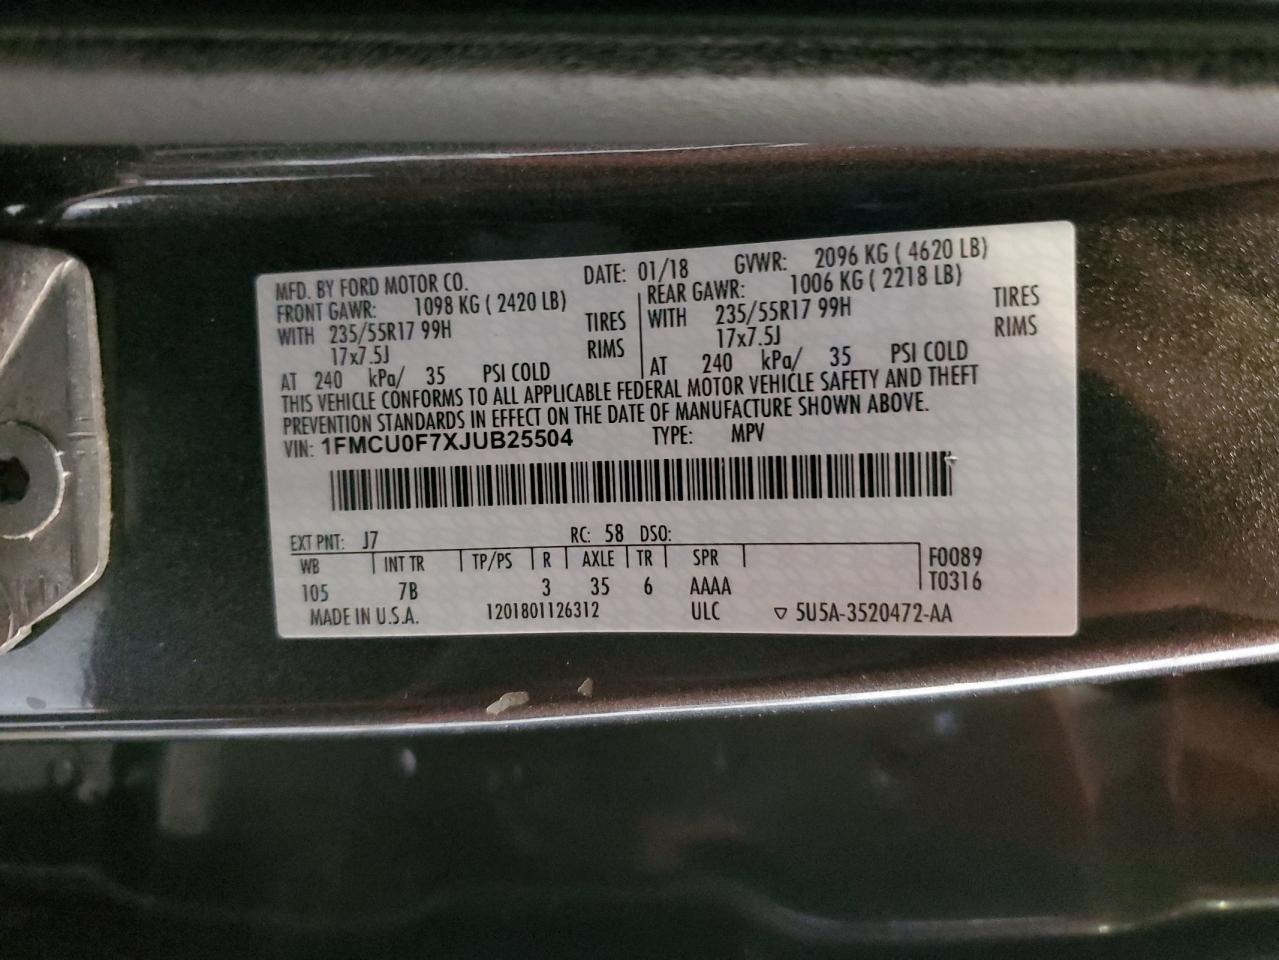 MFD. BY FORD MOTOR CO. DATE: 01/18 GVWR: 2096 KG ( 4620 LB)
FRONT GAWR: 1098 KG ( 2420 LB) REAR GAWR: 1006 KG ( 2218 LB)
WITH 235/55R17 99H TIRES WITH 235/55R17 99H TIRES
17x7.5J RIMS 17x7.5J RIMS
AT 240 kPa/ 35 PSI COLD AT 240 kPa/ 35 PSI COLD
THIS VEHICLE CONFORMS TO ALL APPLICABLE FEDERAL MOTOR VEHICLE SAFETY AND THEFT
PREVENTION STANDARDS IN EFFECT ON THE DATE OF MANUFACTURE SHOWN ABOVE.
VIN: 1FMCU0F7XJUB25504 TYPE: MPV
EXT PNT: J7 RC: 58 DSO:
WB INT TR TP/PS R AXLE TR SPR F0089
105 7B 3 35 6 AAAA T0316
MADE IN U.S.A. 1201801126312 ULC ▽ 5U5A-3520472-AA